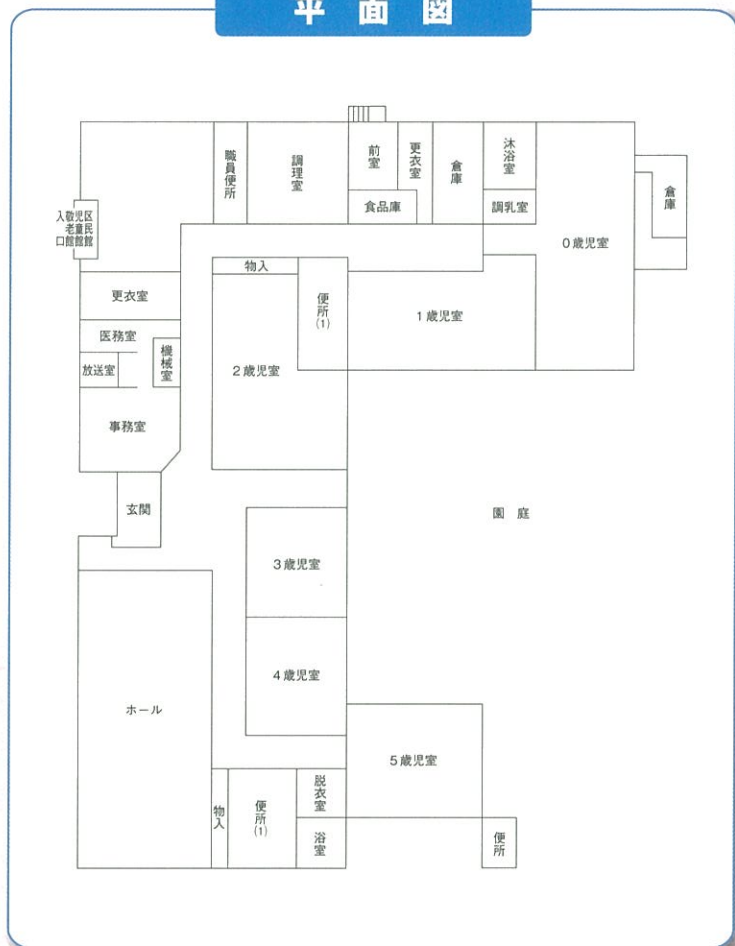 平面図
職員便所
調理室
前室
更衣室
倉庫
沐浴室
食品庫
調乳室
倉庫
0歳児室
区民館
児童館
敬老館
入口
物入
便所(1)
1歳児室
更衣室
医務室
機械室
放送室
2歳児室
事務室
玄関
園庭
3歳児室
4歳児室
ホール
5歳児室
物入
便所(1)
脱衣室
浴室
便所